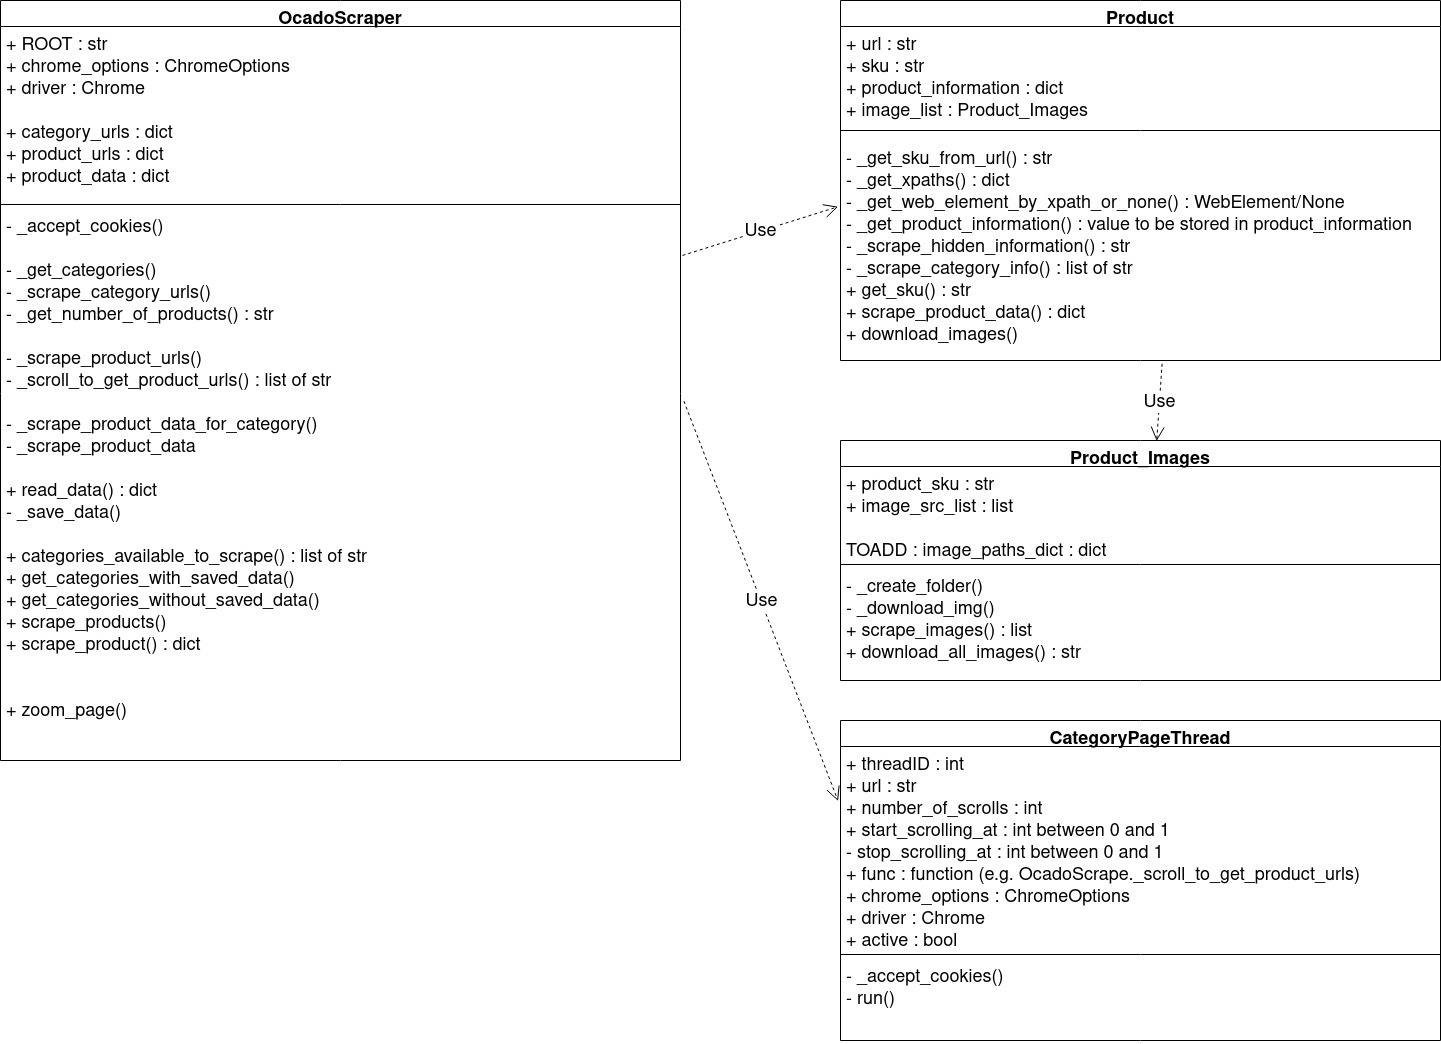 OcadoScraper
+ ROOT : str
+ chrome_options : ChromeOptions
+ driver : Chrome
+ category_urls : dict
+ product_urls : dict
+ product_data : dict
- _accept_cookies()
- _get_categories()
- _scrape_category_urls()
- _get_number_of_products() : str
- _scrape_product_urls()
- _scroll_to_get_product_urls() : list of str
- _scrape_product_data_for_category()
- _scrape_product_data
+ read_data() : dict
- _save_data()
+ categories_available_to_scrape() : list of str
+ get_categories_with_saved_data()
+ get_categories_without_saved_data()
+ scrape_products()
+ scrape_product() : dict
+ zoom_page()
Use
Use
Product
+ url : str
+ sku : str
+ product_information : dict
+ image_list : Product_Images
- _get_sku_from_url() : str
- _get_xpaths() : dict
- _get_web_element_by_xpath_or_none() : WebElement/None
- _get_product_information() : value to be stored in product_information
- _scrape_hidden_information() : str
- _scrape_category_info() : list of str
+ get_sku() : str
+ scrape_product_data() : dict
+ download_images()
Use
Product_Images
+ product_sku : str
+ image_src_list : list
TOADD : image_paths_dict : dict
- _create_folder()
- _download_img()
+ scrape_images() : list
+ download_all_images() : str
CategoryPageThread
+ threadID : int
+ url : str
+ number_of_scrolls : int
+ start_scrolling_at : int between 0 and 1
- stop_scrolling_at : int between 0 and 1
+ func : function (e.g. OcadoScrape._scroll_to_get_product_urls)
+ chrome_options : ChromeOptions
+ driver : Chrome
+ active : bool
- _accept_cookies()
- run()